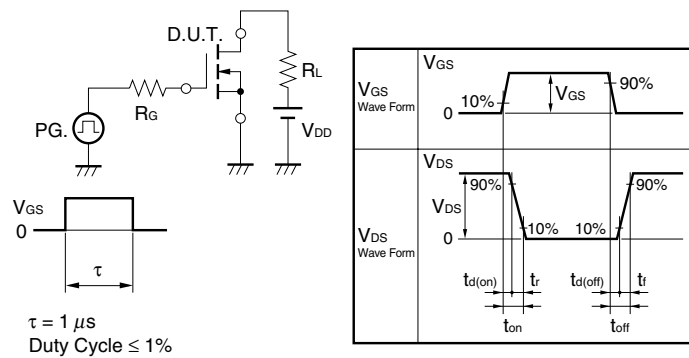 D.U.T.
RL
RG
PG.
VDD
VGS
0
τ
τ = 1 μs
Duty Cycle ≤ 1%
VGS
Wave Form
VGS
10%
0
VGS
90%
VDS
Wave Form
VDS
90%
VDS
0
10%
10%
90%
td(on)
tr
td(off)
tf
ton
toff